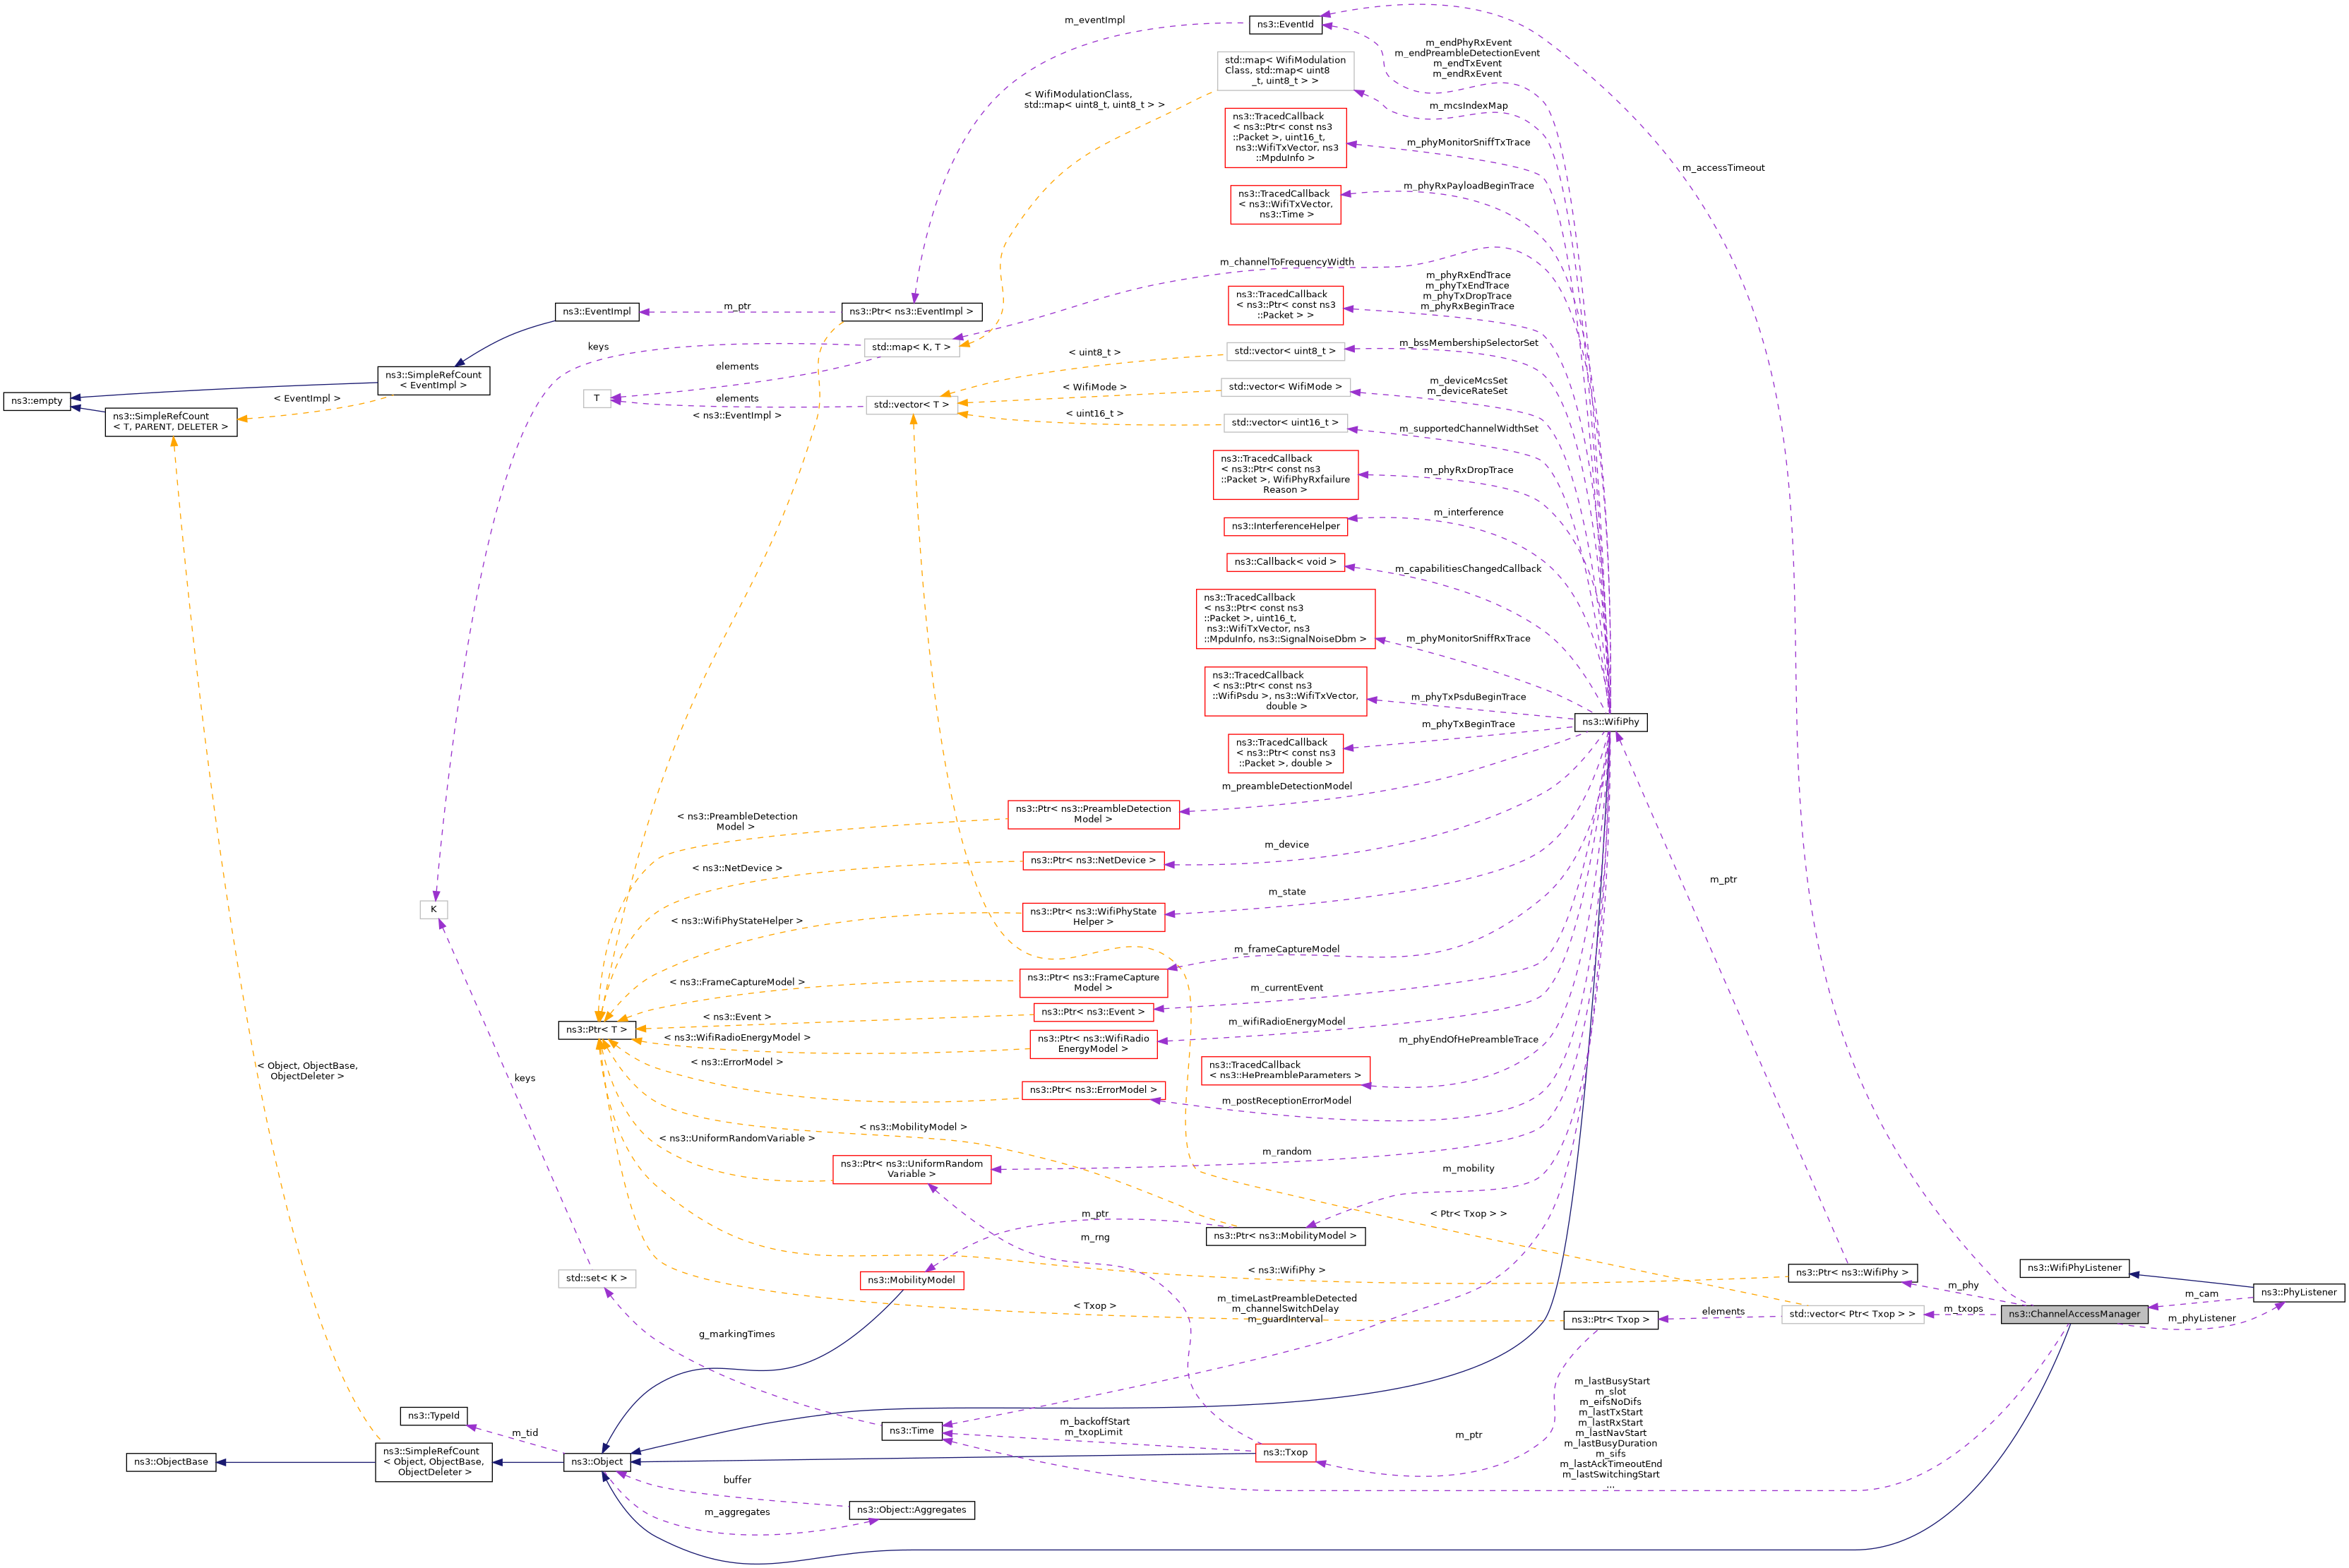 m_eventImpl
ns3::EventId
m_accessTimeout
m_endPhyRxEvent
m_endPreambleDetectionEvent
m_endTxEvent
m_endRxEvent
std::map< WifiModulation
Class, std::map< uint8
_t, uint8_t > >
< WifiModulationClass,
std::map< uint8_t, uint8_t > >
m_mcsIndexMap
ns3::TracedCallback
< ns3::Ptr< const ns3
::Packet >, uint16_t,
ns3::WifiTxVector, ns3
::MpduInfo >
m_phyMonitorSniffTxTrace
ns3::TracedCallback
< ns3::WifiTxVector,
ns3::Time >
m_phyRxPayloadBeginTrace
m_channelToFrequencyWidth
ns3::TracedCallback
< ns3::Ptr< const ns3
::Packet > >
m_phyRxEndTrace
m_phyTxEndTrace
m_phyTxDropTrace
m_phyRxBeginTrace
ns3::EventImpl
m_ptr
ns3::Ptr< ns3::EventImpl >
std::map< K, T >
keys
elements
< uint8_t >
std::vector< uint8_t >
m_bssMembershipSelectorSet
ns3::SimpleRefCount
< EventImpl >
ns3::empty
< EventImpl >
ns3::SimpleRefCount
< T, PARENT, DELETER >
T
elements
std::vector< T >
< WifiMode >
std::vector< WifiMode >
m_deviceMcsSet
m_deviceRateSet
< ns3::EventImpl >
< uint16_t >
std::vector< uint16_t >
m_supportedChannelWidthSet
ns3::TracedCallback
< ns3::Ptr< const ns3
::Packet >, WifiPhyRxfailure
Reason >
m_phyRxDropTrace
ns3::InterferenceHelper
m_interference
ns3::Callback< void >
m_capabilitiesChangedCallback
ns3::TracedCallback
< ns3::Ptr< const ns3
::Packet >, uint16_t,
ns3::WifiTxVector, ns3
::MpduInfo, ns3::SignalNoiseDbm >
m_phyMonitorSniffRxTrace
ns3::TracedCallback
< ns3::Ptr< const ns3
::WifiPsdu >, ns3::WifiTxVector,
double >
m_phyTxPsduBeginTrace
ns3::WifiPhy
ns3::TracedCallback
< ns3::Ptr< const ns3
::Packet >, double >
m_phyTxBeginTrace
m_preambleDetectionModel
ns3::Ptr< ns3::PreambleDetection
Model >
< ns3::PreambleDetection
Model >
m_device
ns3::Ptr< ns3::NetDevice >
< ns3::NetDevice >
m_ptr
m_state
ns3::Ptr< ns3::WifiPhyState
Helper >
< ns3::WifiPhyStateHelper >
K
m_frameCaptureModel
ns3::Ptr< ns3::FrameCapture
Model >
< ns3::FrameCaptureModel >
m_currentEvent
ns3::Ptr< ns3::Event >
< ns3::Event >
ns3::Ptr< T >
m_wifiRadioEnergyModel
ns3::Ptr< ns3::WifiRadio
EnergyModel >
< ns3::WifiRadioEnergyModel >
m_phyEndOfHePreambleTrace
ns3::TracedCallback
< ns3::HePreambleParameters >
< Object, ObjectBase,
ObjectDeleter >
keys
< ns3::ErrorModel >
ns3::Ptr< ns3::ErrorModel >
m_postReceptionErrorModel
< ns3::MobilityModel >
< ns3::UniformRandomVariable >
ns3::Ptr< ns3::UniformRandom
Variable >
m_random
m_mobility
m_ptr
m_rng
ns3::Ptr< ns3::MobilityModel >
< Ptr< Txop > >
std::set< K >
ns3::MobilityModel
< ns3::WifiPhy >
ns3::Ptr< ns3::WifiPhy >
ns3::WifiPhyListener
m_phy
m_cam
ns3::PhyListener
m_timeLastPreambleDetected
m_channelSwitchDelay
m_guardInterval
< Txop >
ns3::Ptr< Txop >
elements
std::vector< Ptr< Txop > >
m_txops
ns3::ChannelAccessManager
m_phyListener
g_markingTimes
m_lastBusyStart
m_slot
m_eifsNoDifs
m_lastTxStart
m_lastRxStart
m_lastNavStart
m_lastBusyDuration
m_sifs
m_lastAckTimeoutEnd
m_lastSwitchingStart
...
ns3::TypeId
m_tid
ns3::Time
m_backoffStart
m_txopLimit
m_ptr
ns3::Txop
ns3::ObjectBase
ns3::SimpleRefCount
< Object, ObjectBase,
ObjectDeleter >
ns3::Object
buffer
m_aggregates
ns3::Object::Aggregates